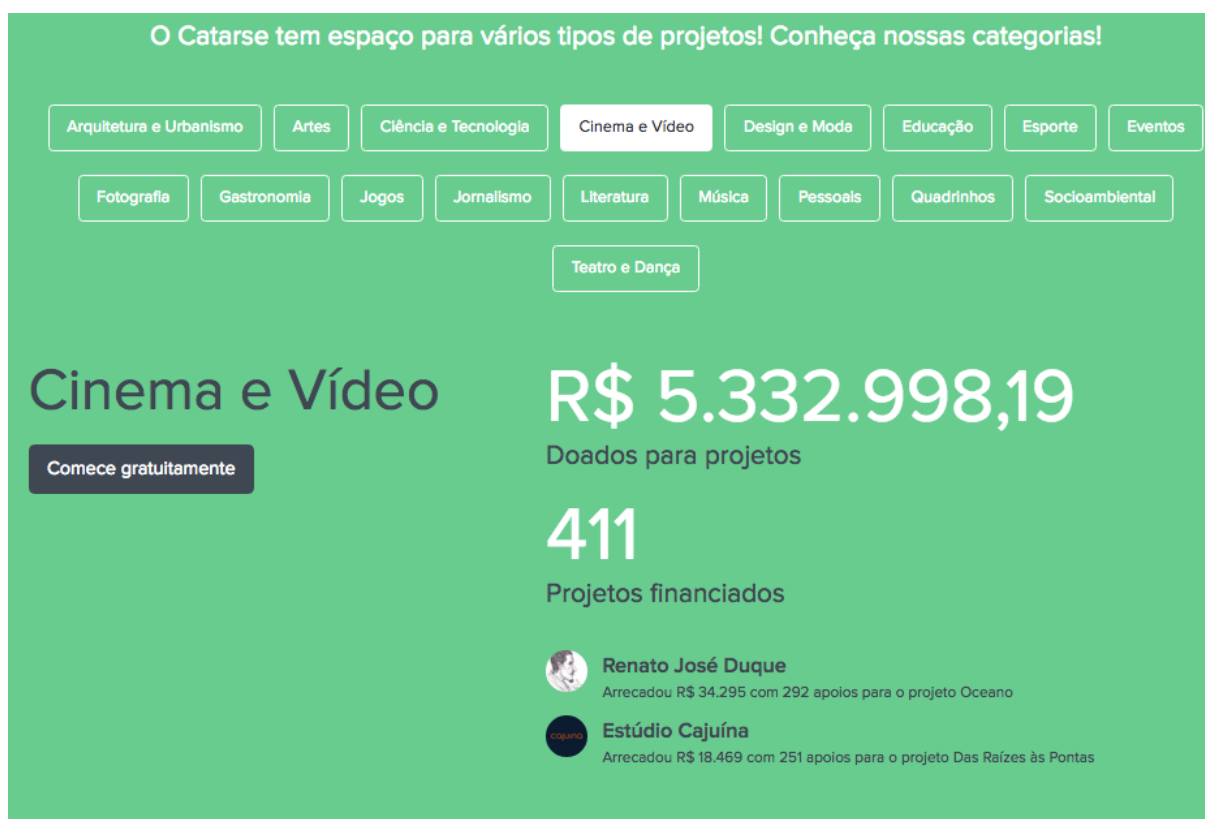 O Catarse tem espaço para vários tipos de projetos! Conheça nossas categorias!
Arquitetura e Urbanismo Artes Ciência e Tecnologia Cinema e Vídeo Design e Moda Educação Esporte Eventos
Fotografia Gastronomia Jogos Jornalismo Literatura Música Pessoais Quadrinhos Socioambiental
Teatro e Dança
Cinema e Vídeo
Comece gratuitamente
R$ 5.332.998,19
Doados para projetos
411
Projetos financiados
Renato José Duque
Arrecadou R$ 34.295 com 292 apoios para o projeto Oceano
cajuína
Estúdio Cajuína
Arrecadou R$ 18.469 com 251 apoios para o projeto Das Raízes às Pontas